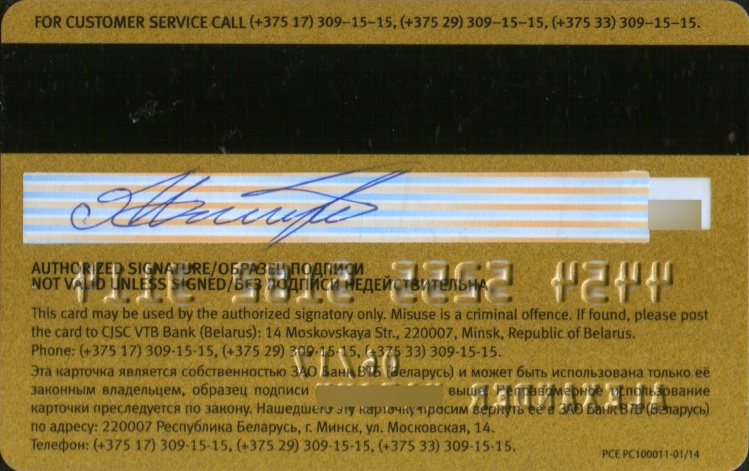 FOR CUSTOMER SERVICE CALL (+375 17) 309–15–15, (+375 29) 309–15–15, (+375 33) 309–15–15.
AUTHORIZED SIGNATURE/ОБРАЗЕЦ ПОДПИСИ
NOT VALID UNLESS SIGNED/БЕЗ ПОДПИСИ НЕДЕЙСТВИТЕЛЬНА
This card may be used by the authorized signatory only. Misuse is a criminal offence. If found, please post
the card to CJSC VTB Bank (Belarus): 14 Moskovskaya Str., 220007, Minsk, Republic of Belarus.
Phone: (+375 17) 309-15-15, (+375 29) 309-15-15, (+375 33) 309-15-15.
Эта карточка является собственностью ЗАО Банк ВТБ (Беларусь) и может быть использована только её
законным владельцем, образец подписи выше. Неправомерное использование
карточки преследуется по закону. Нашедшего эту карточку просим вернуть её в ЗАО Банк ВТБ (Беларусь)
по адресу: 220007 Республика Беларусь, г. Минск, ул. Московская, 14.
Телефон: (+375 17) 309-15-15, (+375 29) 309-15-15, (+375 33) 309-15-15.
PCE PC100011-01/14